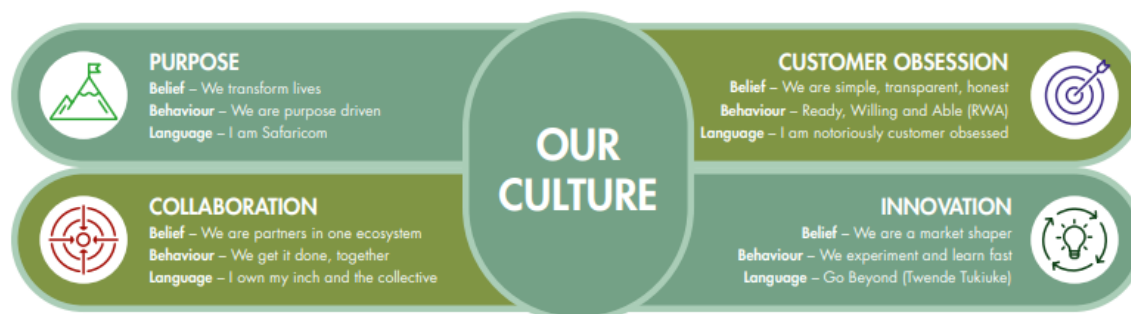 PURPOSE
Belief – We transform lives
Behaviour – We are purpose driven
Language – I am Safaricom
COLLABORATION
Belief – We are partners in one ecosystem
Behaviour – We get it done, together
Language – I own my inch and the collective
OUR
CULTURE
CUSTOMER OBSESSION
Belief – We are simple, transparent, honest
Behaviour – Ready, Willing and Able (RWA)
Language – I am notoriously customer obsessed
INNOVATION
Belief – We are a market shaper
Behaviour – We experiment and learn fast
Language – Go Beyond (Twende Tukiuke)